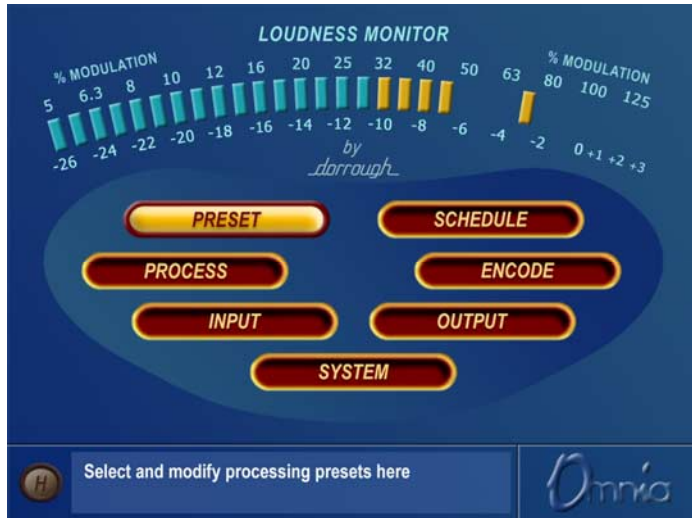 LOUDNESS MONITOR
% MODULATION
% MODULATION
5 6.3 8 10 12 16 20 25 32 40 50 63 80 100 125
-26 -24 -22 -20 -18 -16 -14 -12 -10 -8 -6 -4 -2 0 +1 +2 +3
by
dorrough
PRESET
SCHEDULE
PROCESS
ENCODE
INPUT
OUTPUT
SYSTEM
H
Select and modify processing presets here
Omnia